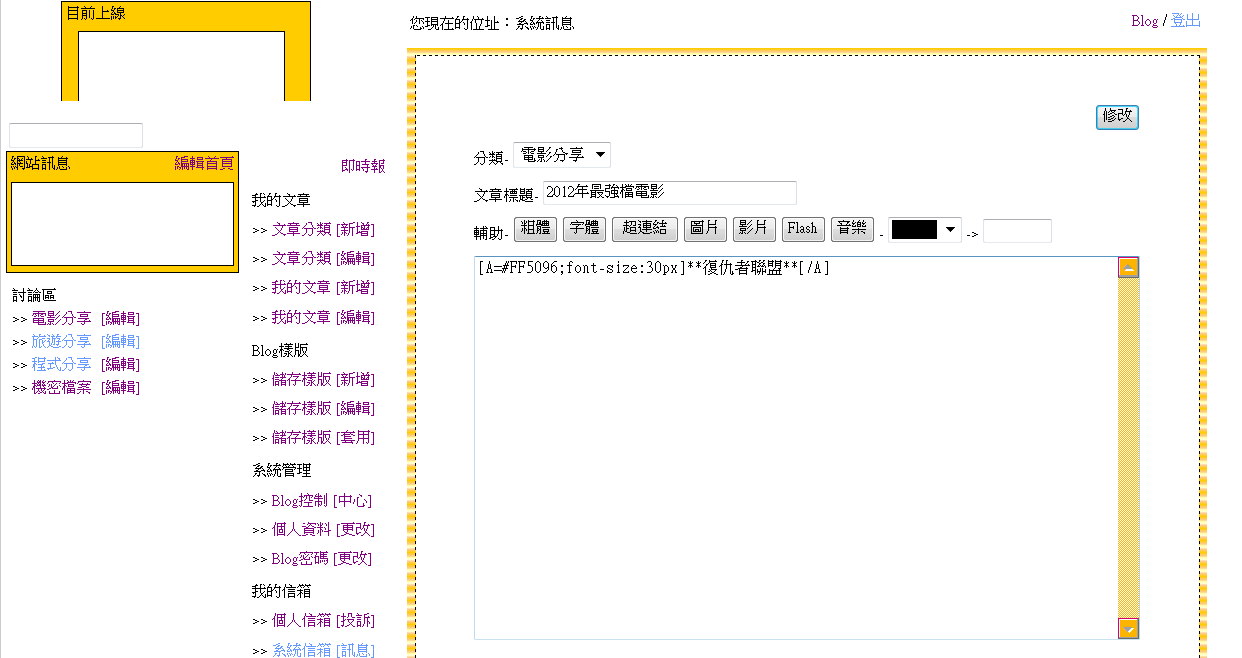 目前上線
您現在的位址：系統訊息
Blog / 登出
網站訊息 編輯首頁
討論區
>> 電影分享 [編輯]
>> 旅遊分享 [編輯]
>> 程式分享 [編輯]
>> 機密檔案 [編輯]
即時報
我的文章
>> 文章分類 [新增]
>> 文章分類 [編輯]
>> 我的文章 [新增]
>> 我的文章 [編輯]
Blog樣版
>> 儲存樣版 [新增]
>> 儲存樣版 [編輯]
>> 儲存樣版 [套用]
系統管理
>> Blog控制 [中心]
>> 個人資料 [更改]
>> Blog密碼 [更改]
我的信箱
>> 個人信箱 [投訴]
>> 系統信箱 [訊息]
修改
分類- 電影分享
文章標題- 2012年最強檔電影
輔助- 粗體 字體 超連結 圖片 影片 Flash 音樂 - ->
[A=#FF5096;font-size:30px]**復仇者聯盟**[/A]